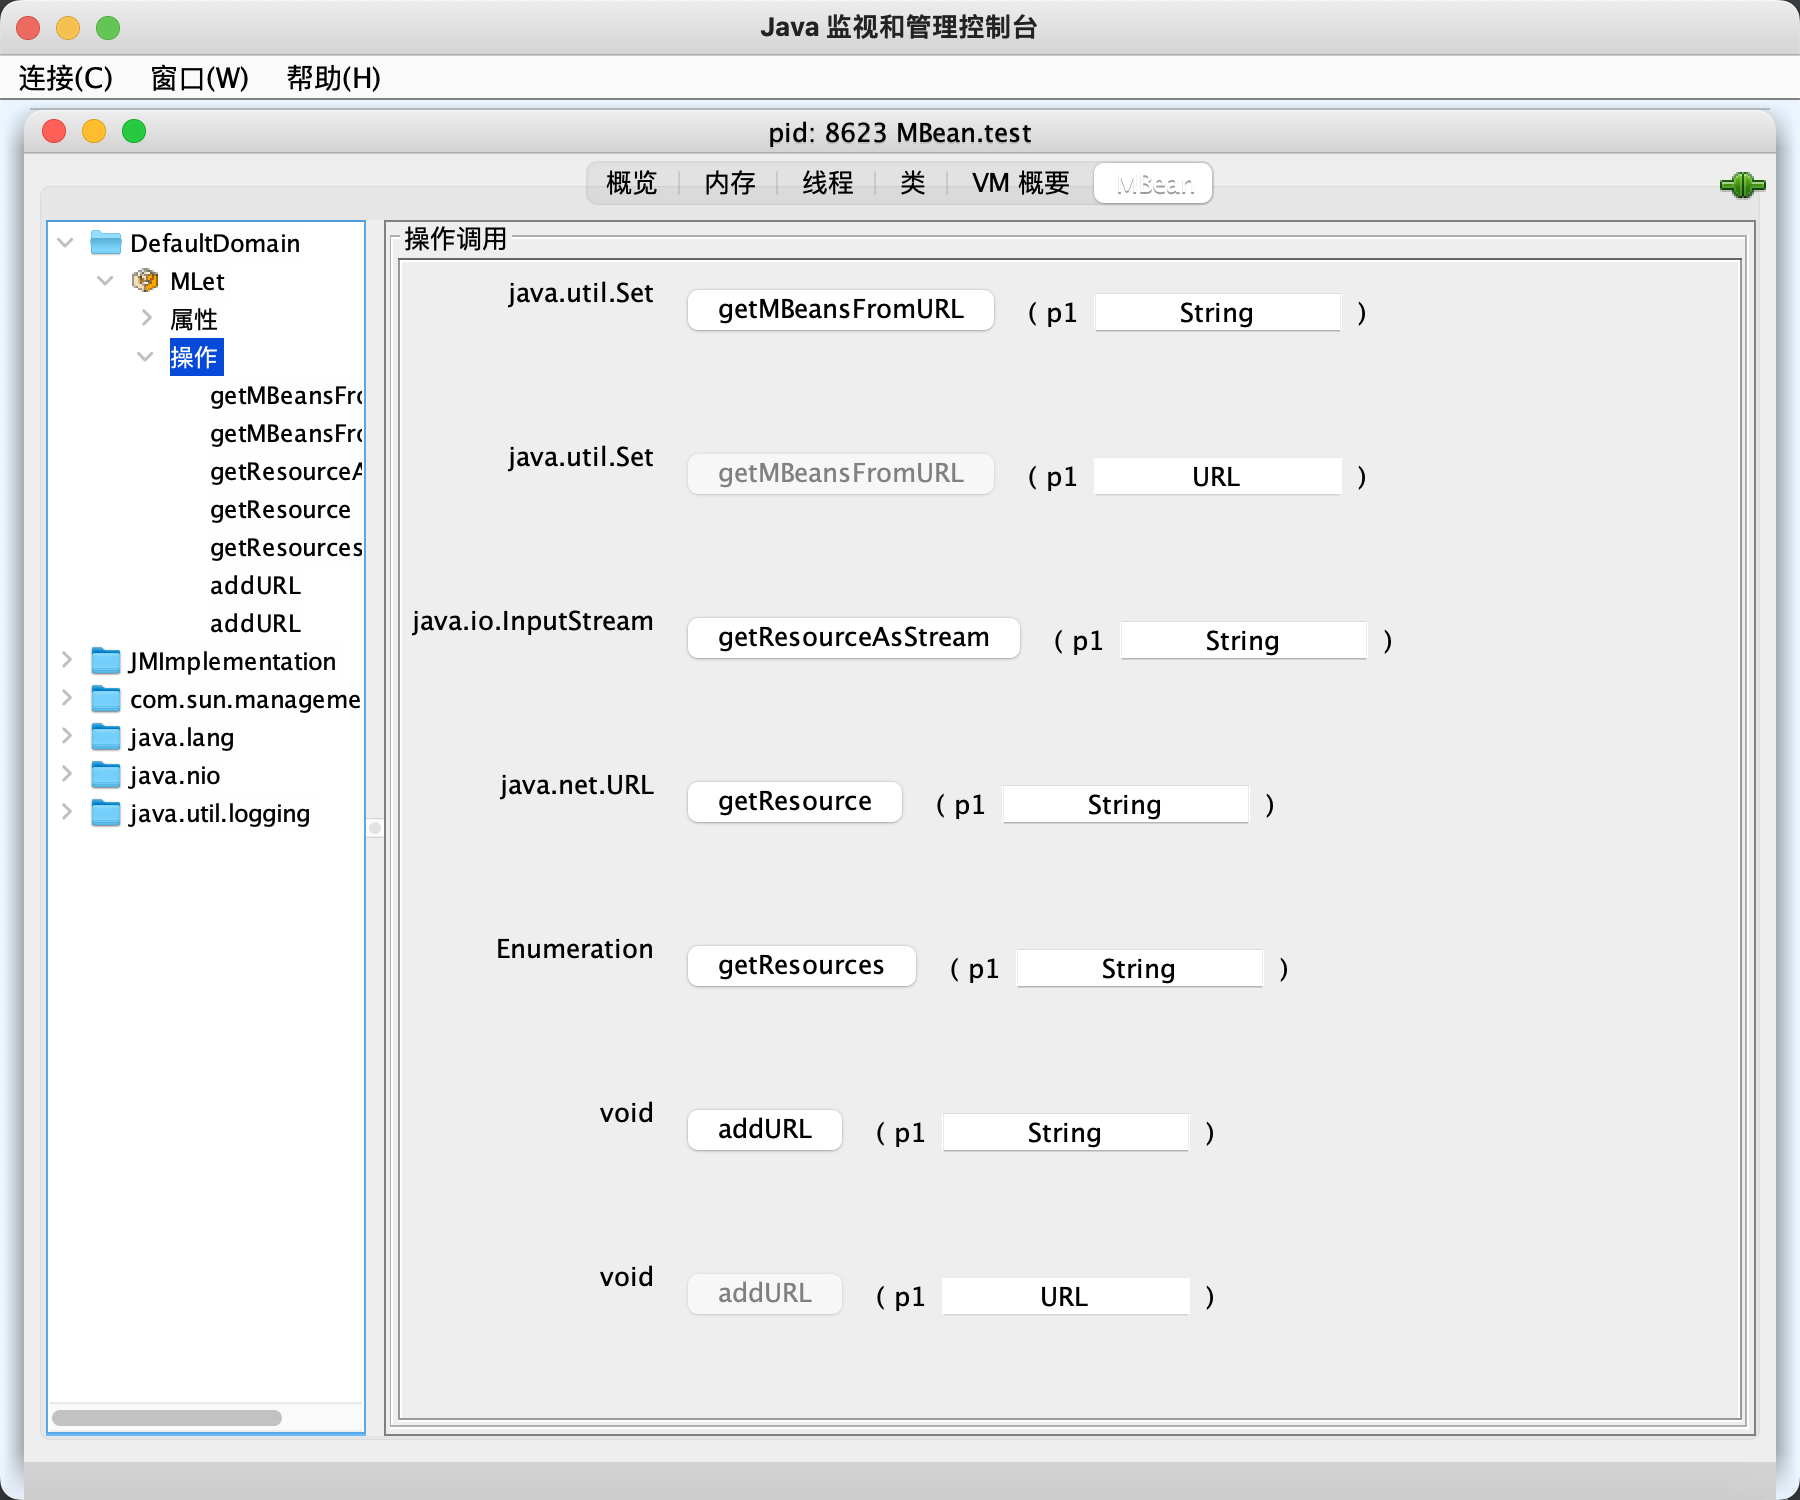 Java 监视和管理控制台
连接(C) 窗口(W) 帮助(H)
pid: 8623 MBean.test
概览 内存 线程 类 VM 概要 MBean
DefaultDomain
MLet
属性
操作
getMBeansFro
getMBeansFro
getResourceA
getResource
getResources
addURL
addURL
JMImplementation
com.sun.manageme
java.lang
java.nio
java.util.logging
操作调用
java.util.Set getMBeansFromURL ( p1 String )
java.util.Set getMBeansFromURL ( p1 URL )
java.io.InputStream getResourceAsStream ( p1 String )
java.net.URL getResource ( p1 String )
Enumeration getResources ( p1 String )
void addURL ( p1 String )
void addURL ( p1 URL )